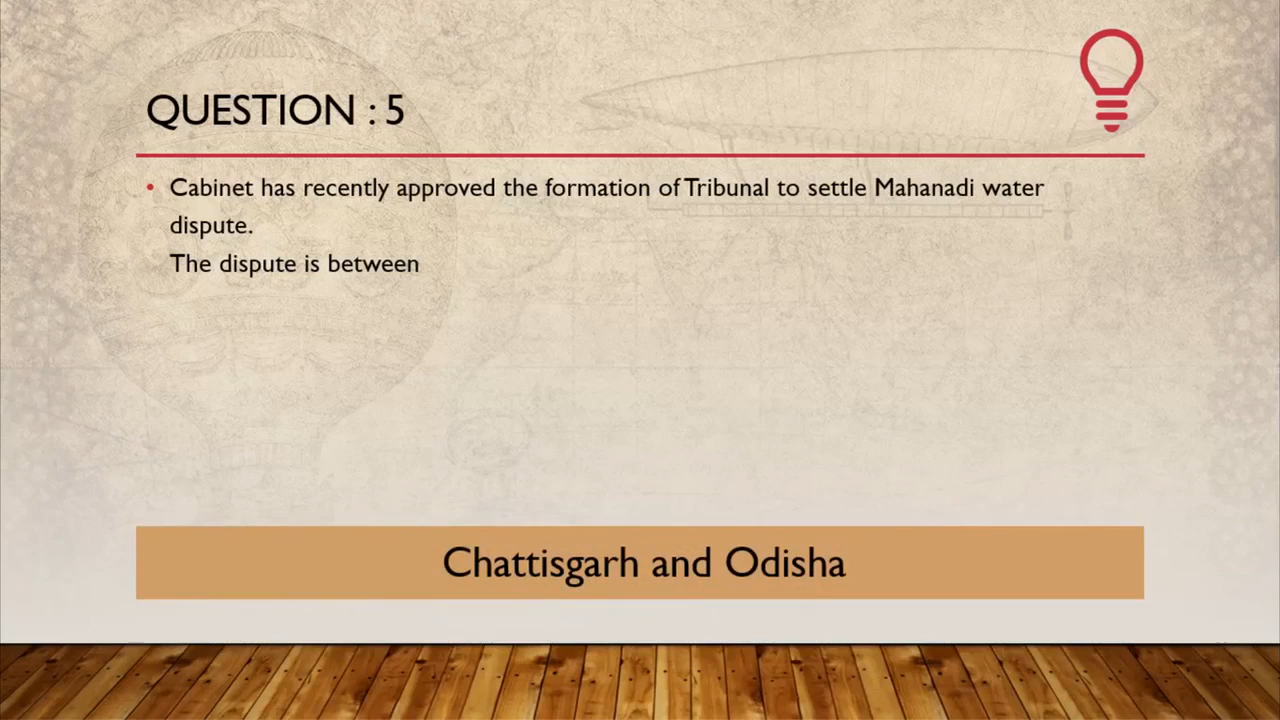 QUESTION : 5
• Cabinet has recently approved the formation of Tribunal to settle Mahanadi water
dispute.
The dispute is between
Chattisgarh and Odisha